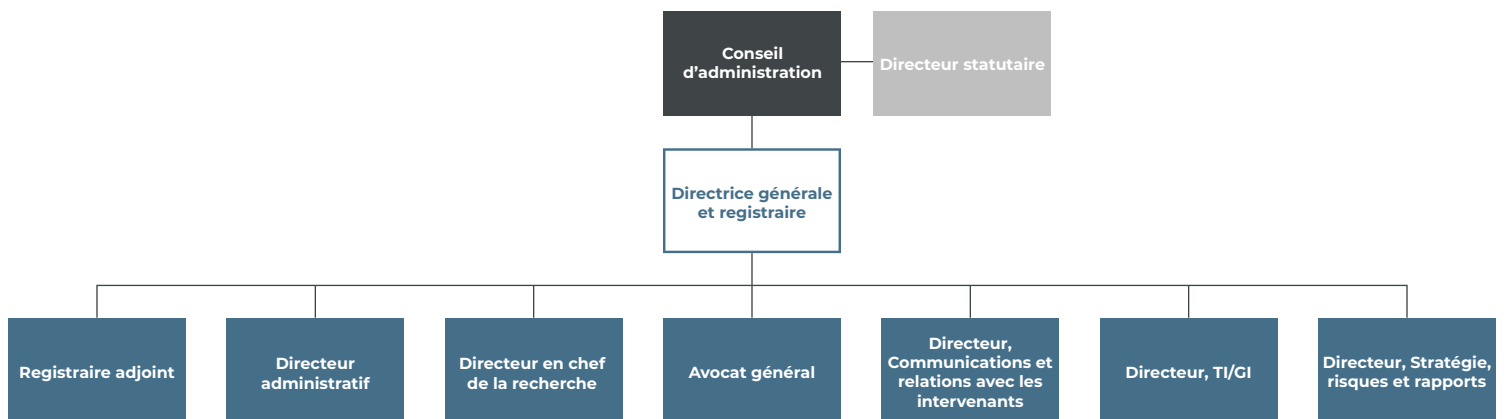 Conseil
d’administration
Directeur statutaire
Directrice générale
et registraire
Registraire adjoint
Directeur
administratif
Directeur en chef
de la recherche
Avocat général
Directeur,
Communications et
relations avec les
intervenants
Directeur, TI/GI
Directeur, Stratégie,
risques et rapports